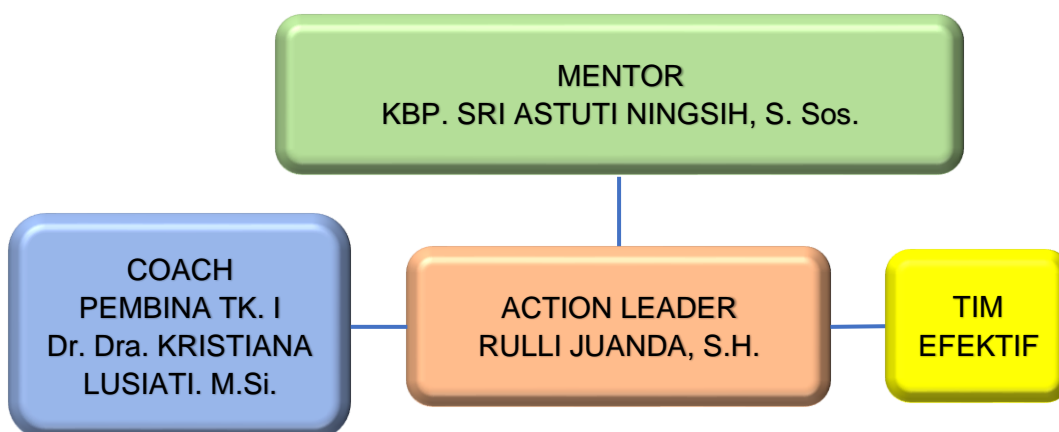 MENTOR
KBP. SRI ASTUTI NINGSIH, S. Sos.
COACH
PEMBINA TK. I
Dr. Dra. KRISTIANA
LUSIATI. M.Si.
ACTION LEADER
RULLI JUANDA, S.H.
TIM
EFEKTIF